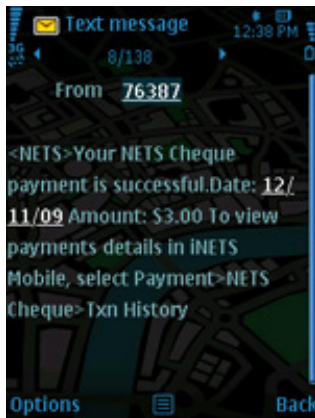 Text message
12:38 PM
3G
8/138
From 76387
<NETS>Your NETS Cheque
payment is successful.Date: 12/
11/09 Amount: $3.00 To view
payments details in iNETS
Mobile, select Payment>NETS
Cheque>Txn History
Options
Back